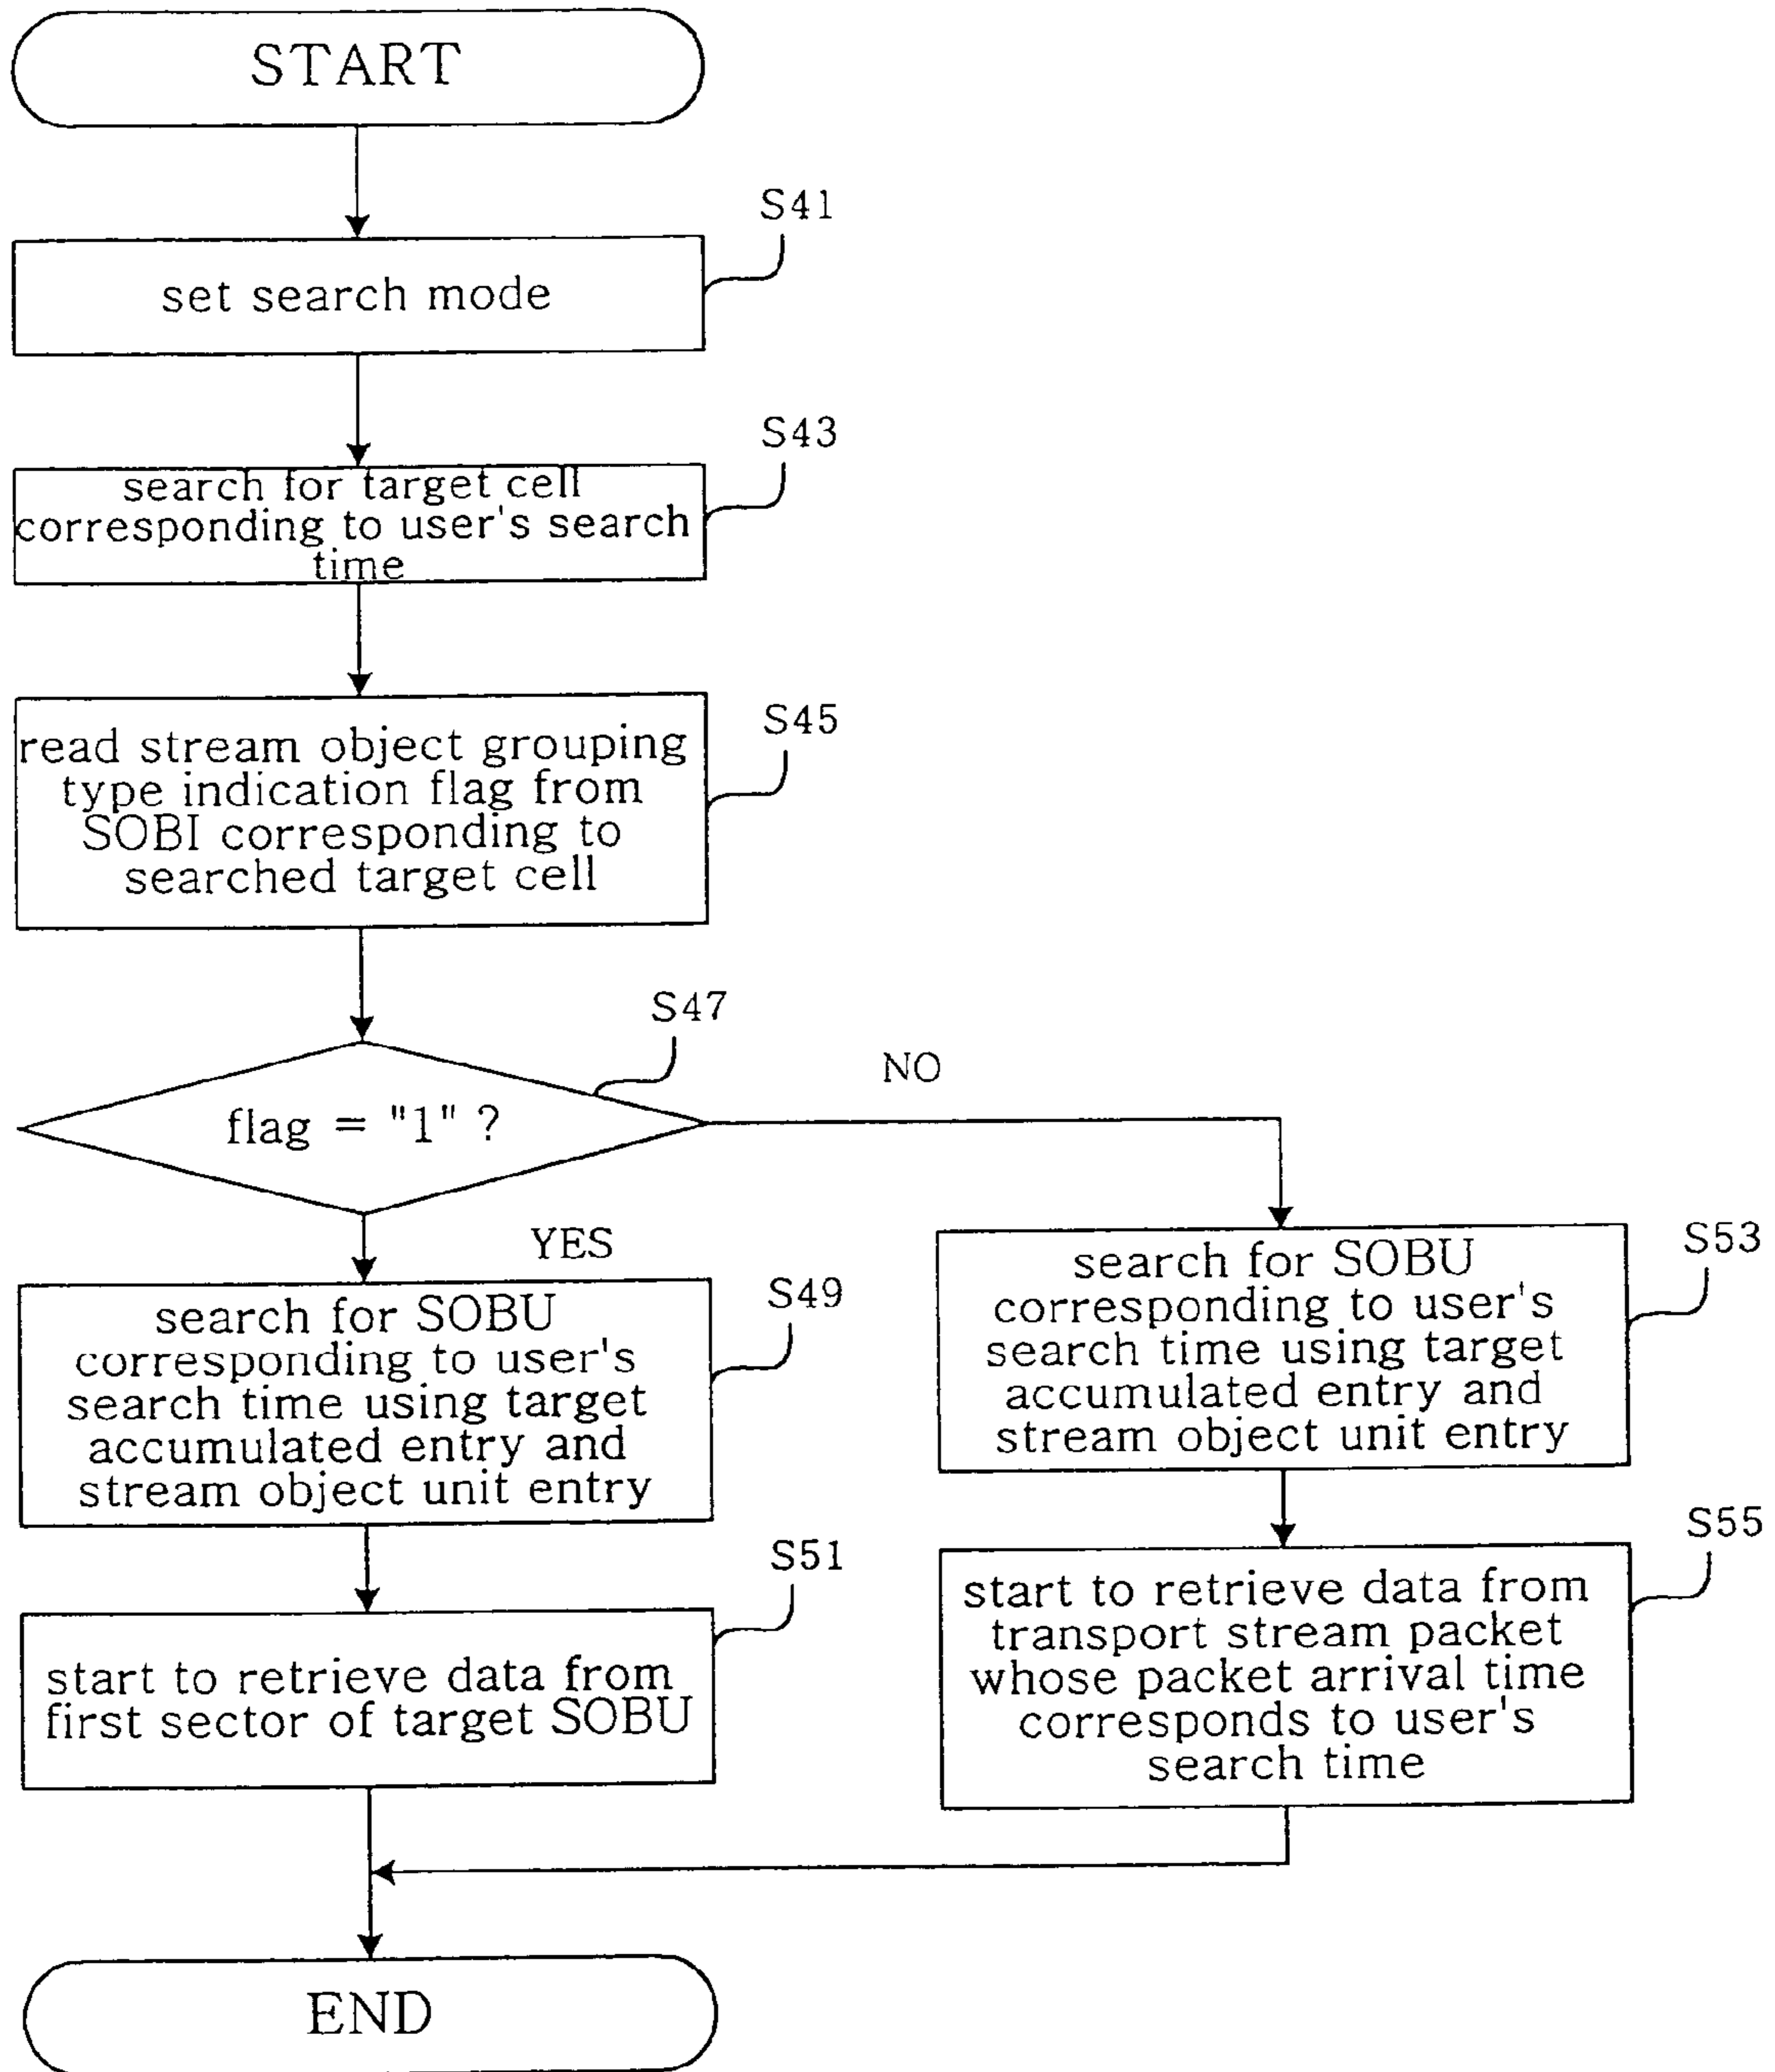 START
S41
set search mode
S43
search for target cell
corresponding to user's search
time
S45
read stream object grouping
type indication flag from
SOBI corresponding to
searched target cell
S47
flag = "1" ?
NO
YES
S49
search for SOBU
corresponding to user's
search time using target
accumulated entry and
stream object unit entry
S53
search for SOBU
corresponding to user's
search time using target
accumulated entry and
stream object unit entry
S51
start to retrieve data from
first sector of target SOBU
S55
start to retrieve data from
transport stream packet
whose packet arrival time
corresponds to user's
search time
END